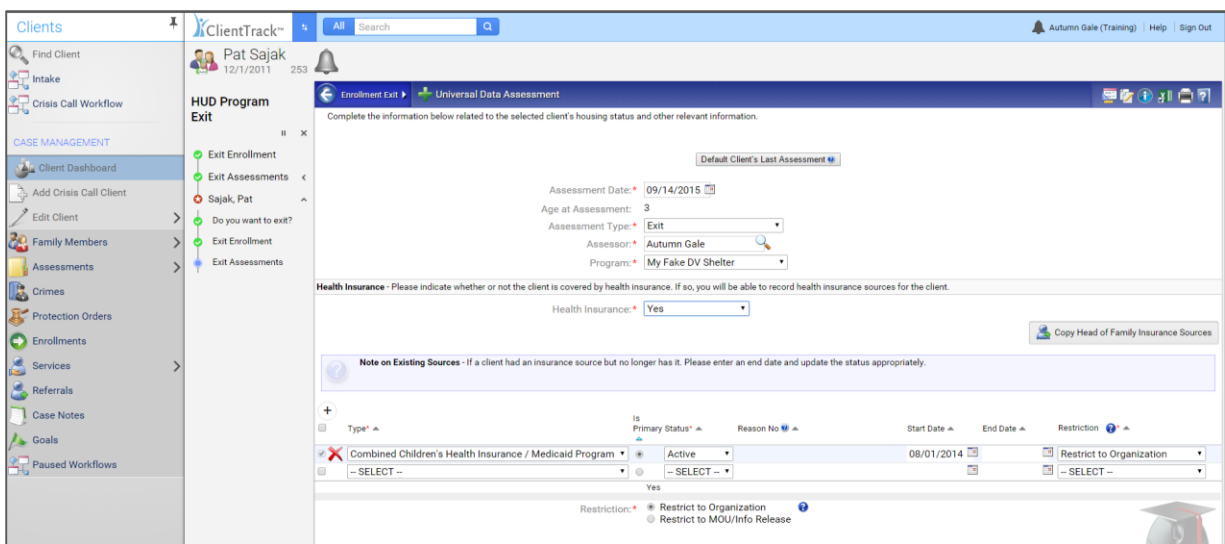 Clients
Find Client
Intake
Crisis Call Workflow
CASE MANAGEMENT
Client Dashboard
Add Crisis Call Client
Edit Client
Family Members
Assessments
Crimes
Protection Orders
Enrollments
Services
Referrals
Case Notes
Goals
Paused Workflows
ClientTrack™
All Search
Autumn Gale (Training) | Help | Sign Out
Pat Sajak
12/1/2011 253
HUD Program
Exit
Exit Enrollment
Exit Assessments
Sajak, Pat
Do you want to exit?
Exit Enrollment
Exit Assessments
Enrollment Exit Universal Data Assessment
Complete the information below related to the selected client's housing status and other relevant information.
Default Client's Last Assessment
Assessment Date:* 09/14/2015
Age at Assessment: 3
Assessment Type:* Exit
Assessor:* Autumn Gale
Program:* My Fake DV Shelter
Health Insurance - Please indicate whether or not the client is covered by health insurance. If so, you will be able to record health insurance sources for the client.
Health Insurance:* Yes
Copy Head of Family Insurance Sources
Note on Existing Sources - If a client had an insurance source but no longer has it. Please enter an end date and update the status appropriately.
Type* Is Primary Status* Reason No Start Date End Date Restriction *
Combined Children's Health Insurance / Medicaid Program Active 08/01/2014 Restrict to Organization
-- SELECT -- -- SELECT -- -- SELECT --
Yes
Restriction:* Restrict to Organization
Restrict to MOU/Info Release